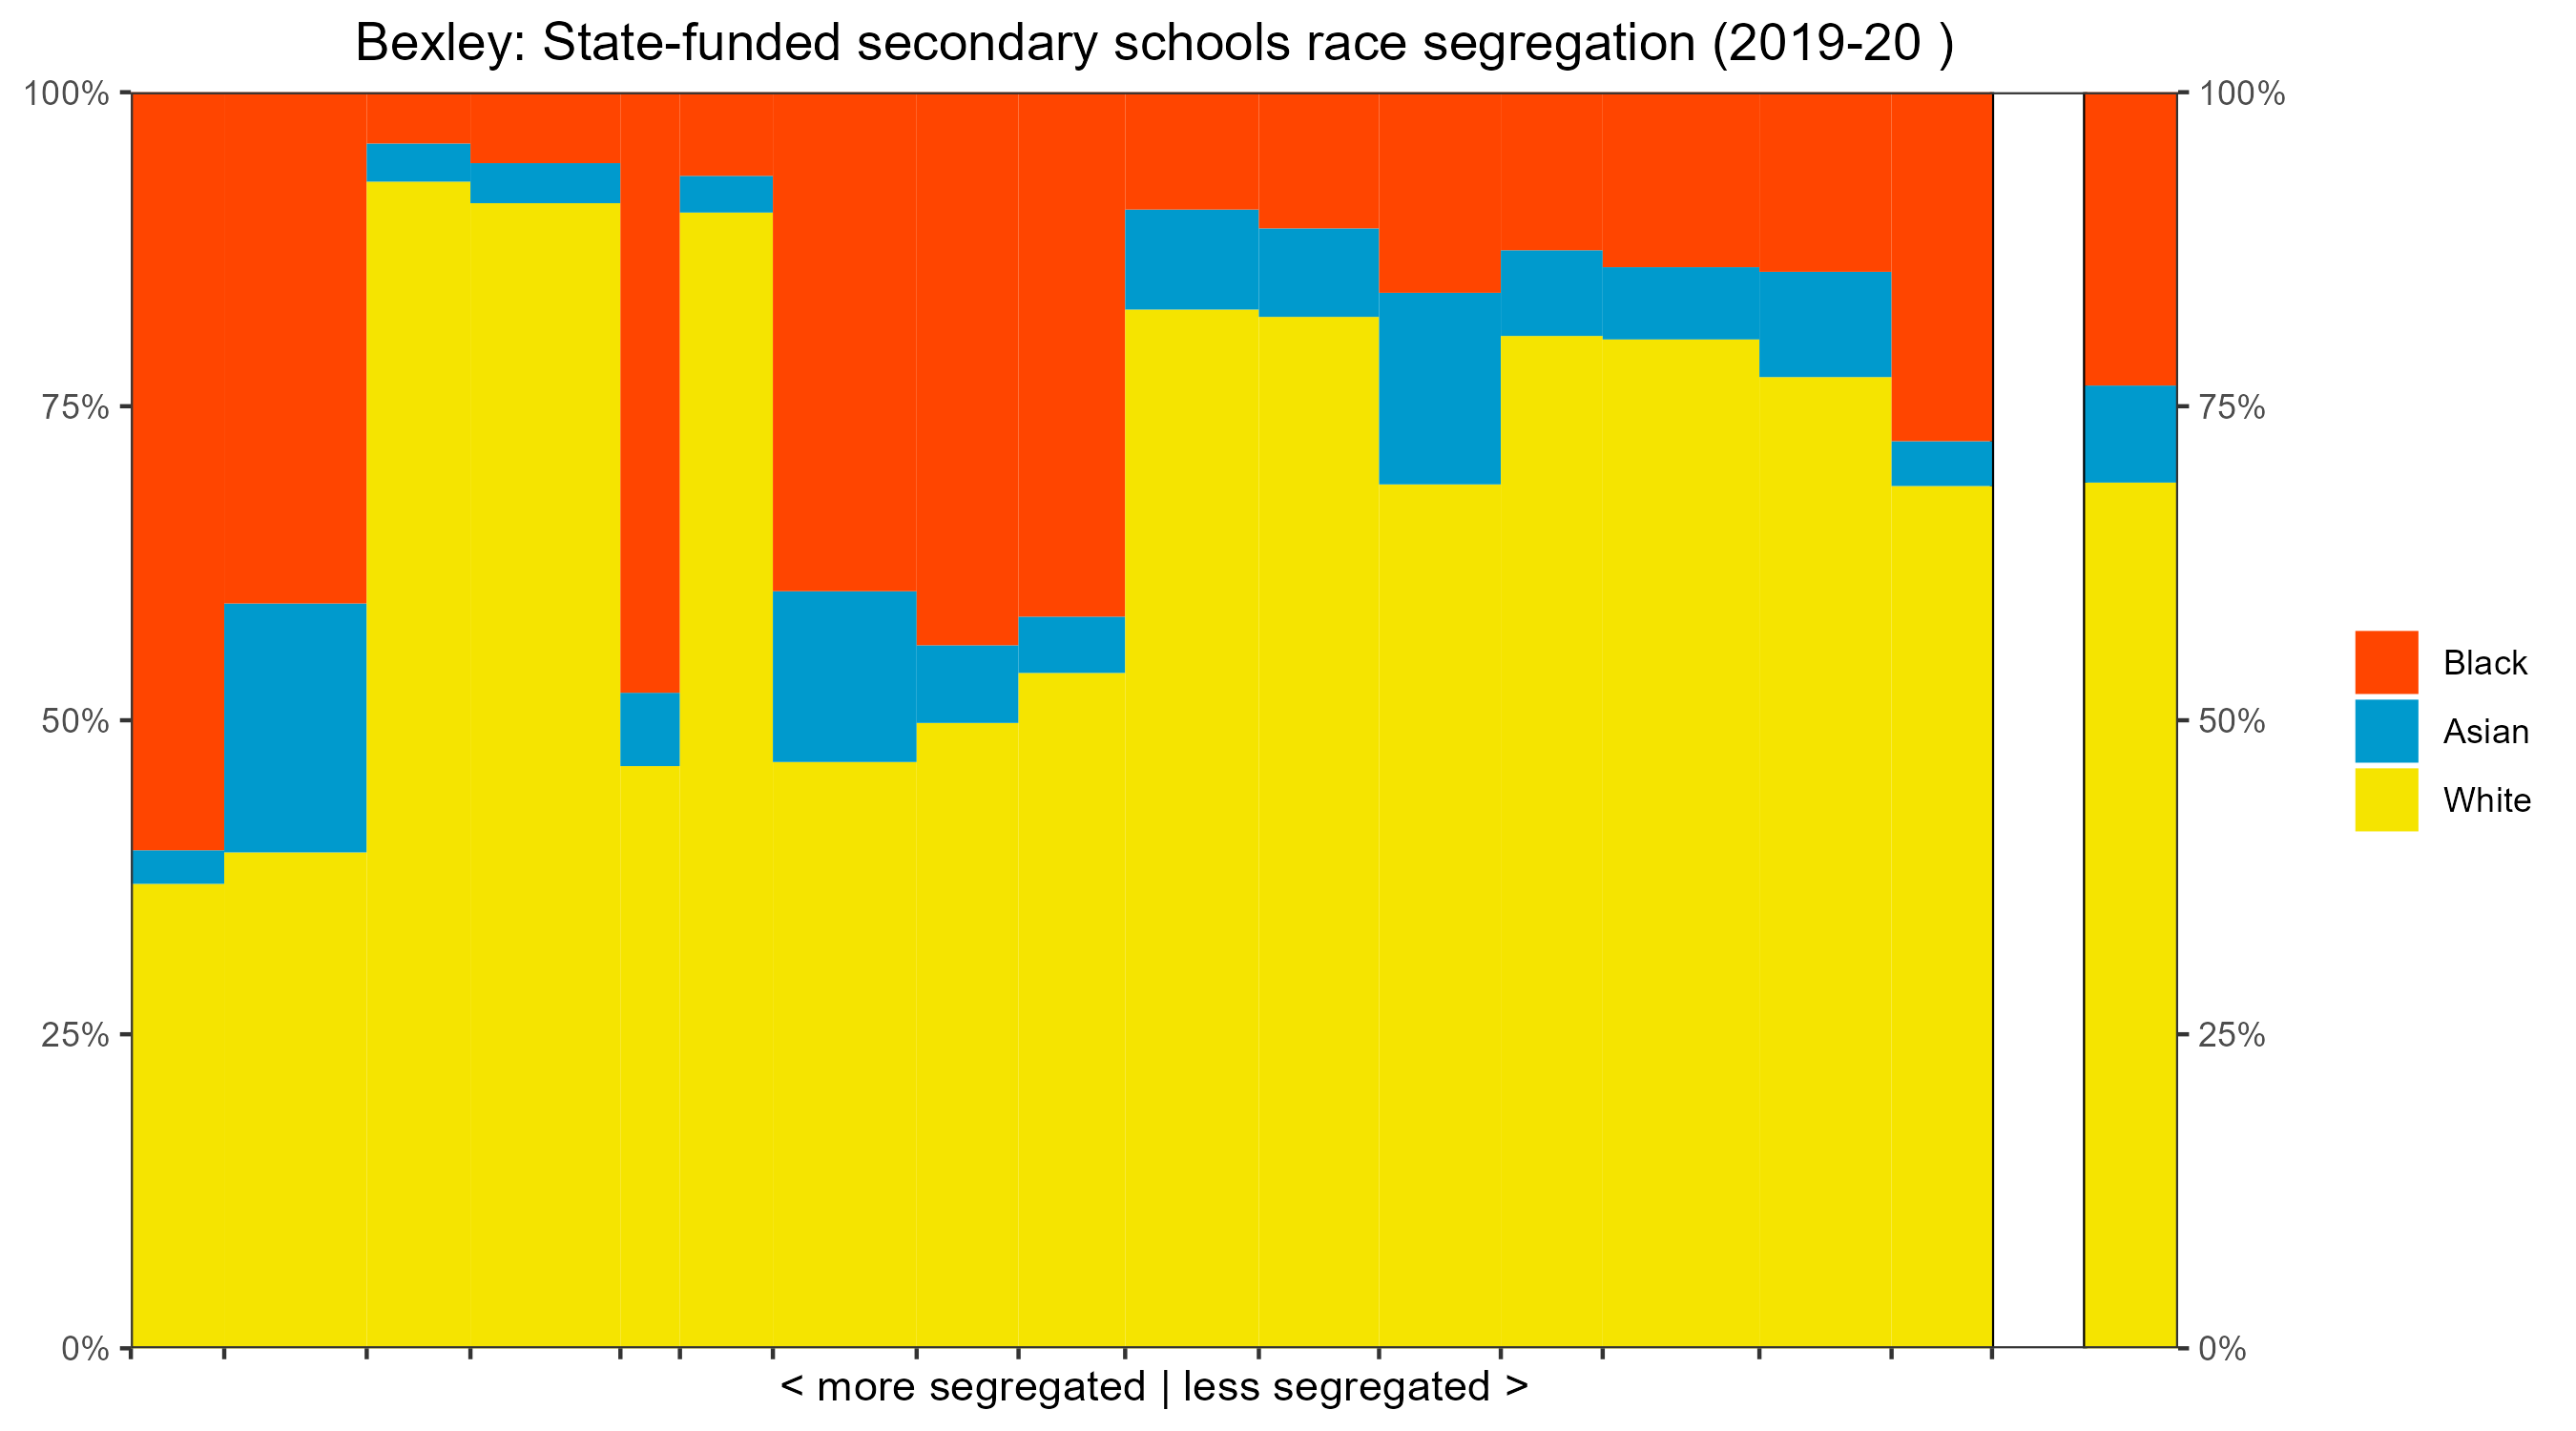 Bexley: State-funded secondary schools race segregation (2019-20 )
100%
75%
50%
25%
0%
100%
75%
50%
25%
0%
Black
Asian
White
< more segregated | less segregated >